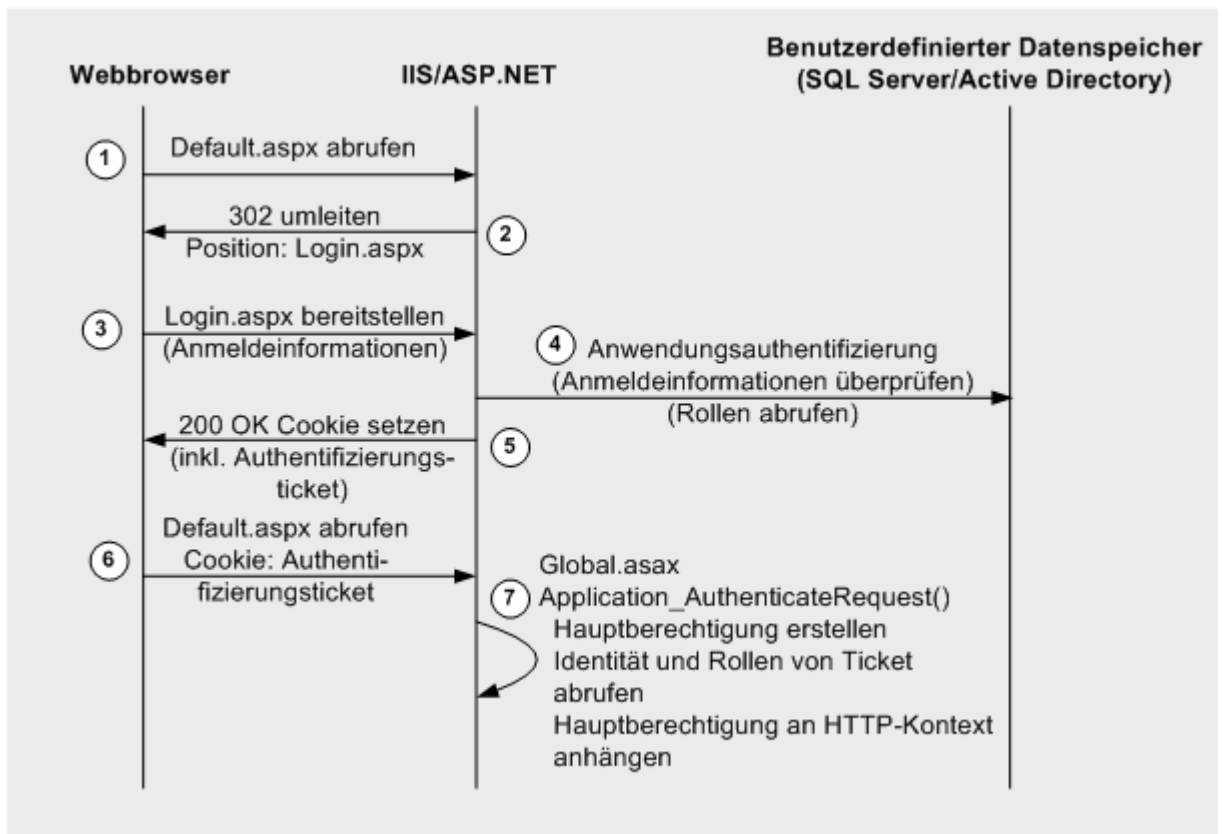 Webbrowser
IIS/ASP.NET
Benutzerdefinierter Datenspeicher
(SQL Server/Active Directory)
1
Default.aspx abrufen
302 umleiten
Position: Login.aspx
2
3
Login.aspx bereitstellen
(Anmeldeinformationen)
4
Anwendungsauthentifizierung
(Anmeldeinformationen überprüfen)
(Rollen abrufen)
200 OK Cookie setzen
(inkl. Authentifizierungs-
ticket)
5
6
Default.aspx abrufen
Cookie: Authenti-
fizierungsticket
7
Global.asax
Application_AuthenticateRequest()
Hauptberechtigung erstellen
Identität und Rollen von Ticket
abrufen
Hauptberechtigung an HTTP-Kontext
anhängen